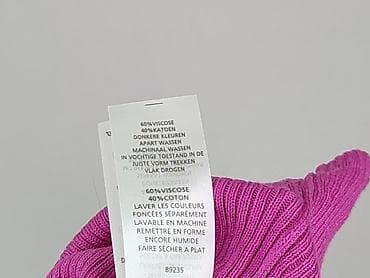 60%VISCOSE
40%KATOEN
DONKERE KLEUREN
APART WASSEN
MACHINAAL WASSEN
IN VOCHTIGE TOESTAND IN DE
JUISTE VORM TREKKEN
VLAK DROGEN
60%VISCOSE
40%COTON
LAVER LES COULEURS
FONCÉES SÉPARÉMENT
LAVABLE EN MACHINE
REMETTRE EN FORME
ENCORE HUMIDE
FAIRE SÉCHER A PLAT
89235